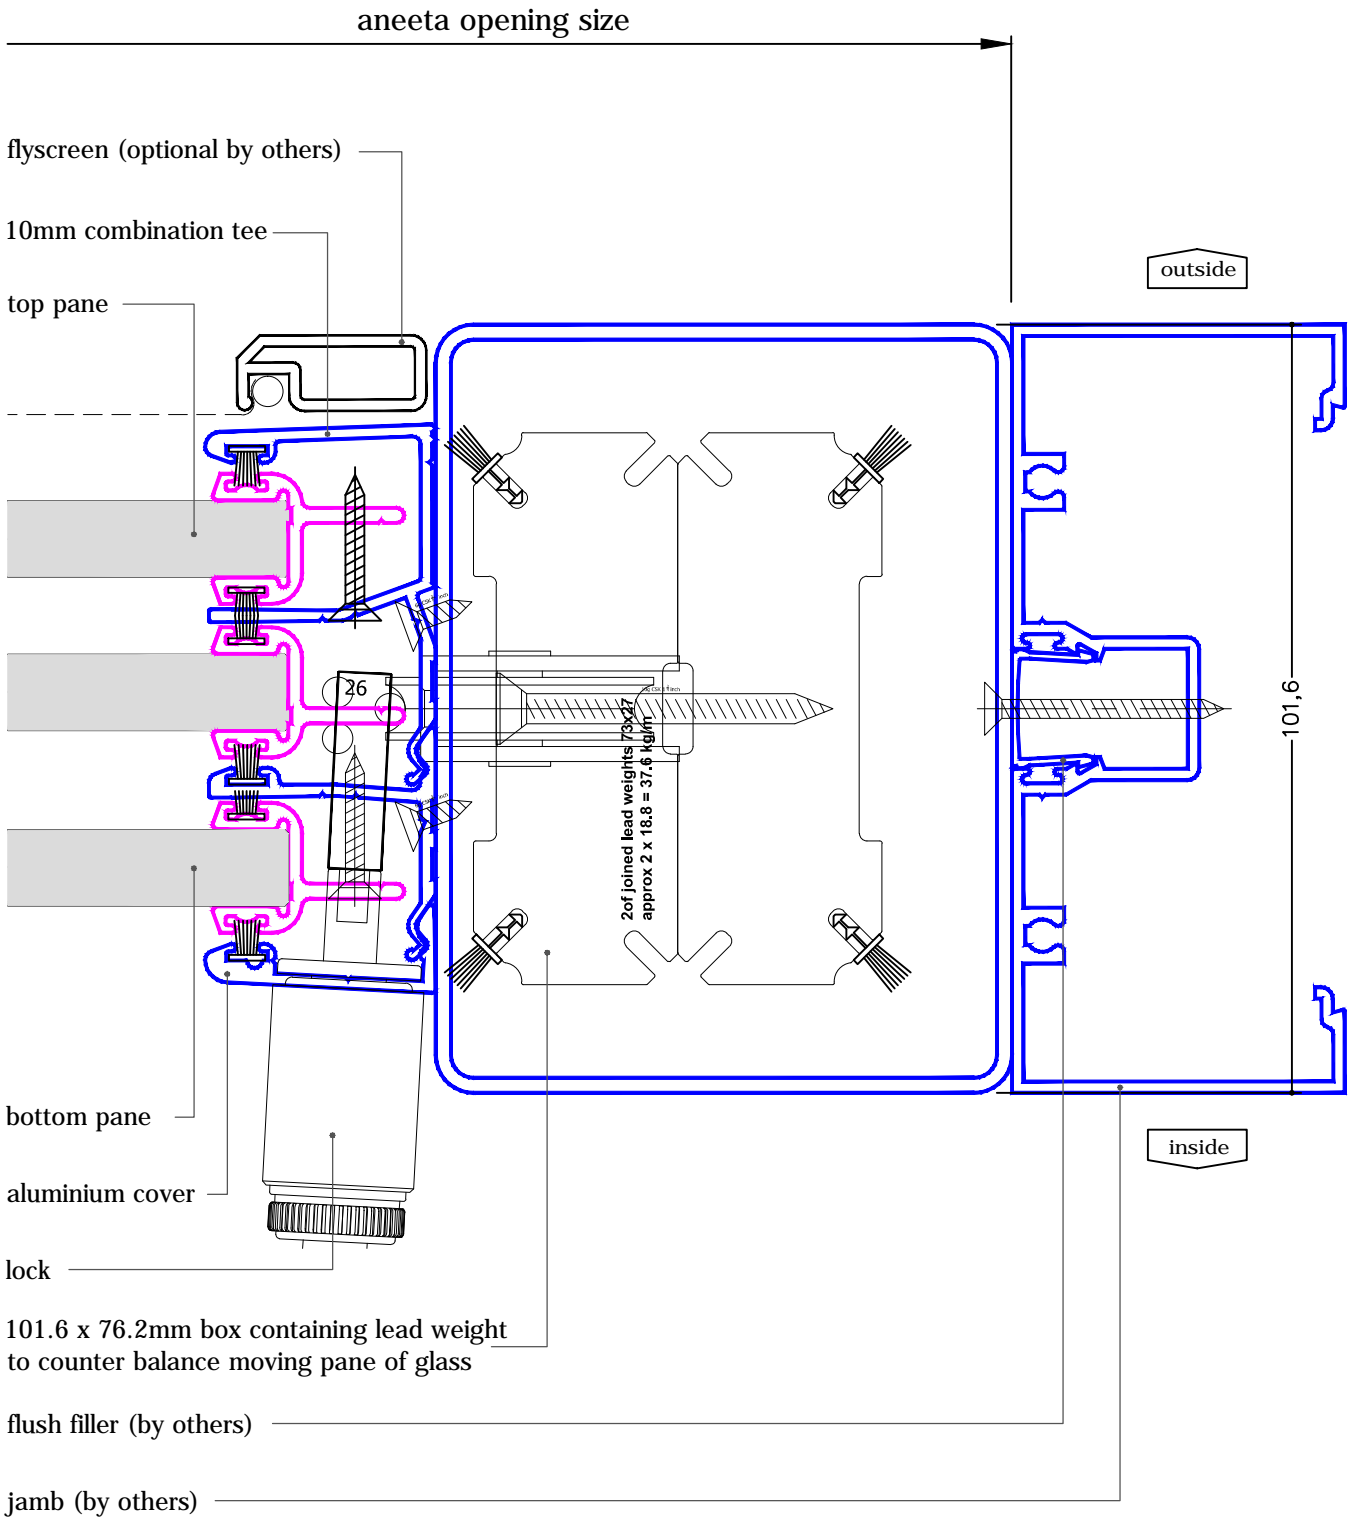 aneeta opening size
flyscreen (optional by others)
10mm combination tee
outside
top pane
26
2of joined lead weights 73x27
approx 2 x 18.8 = 37.6 kg/m
101,6
bottom pane
inside
aluminium cover
lock
101.6 x 76.2mm box containing lead weight
to counter balance moving pane of glass
flush filler (by others)
jamb (by others)